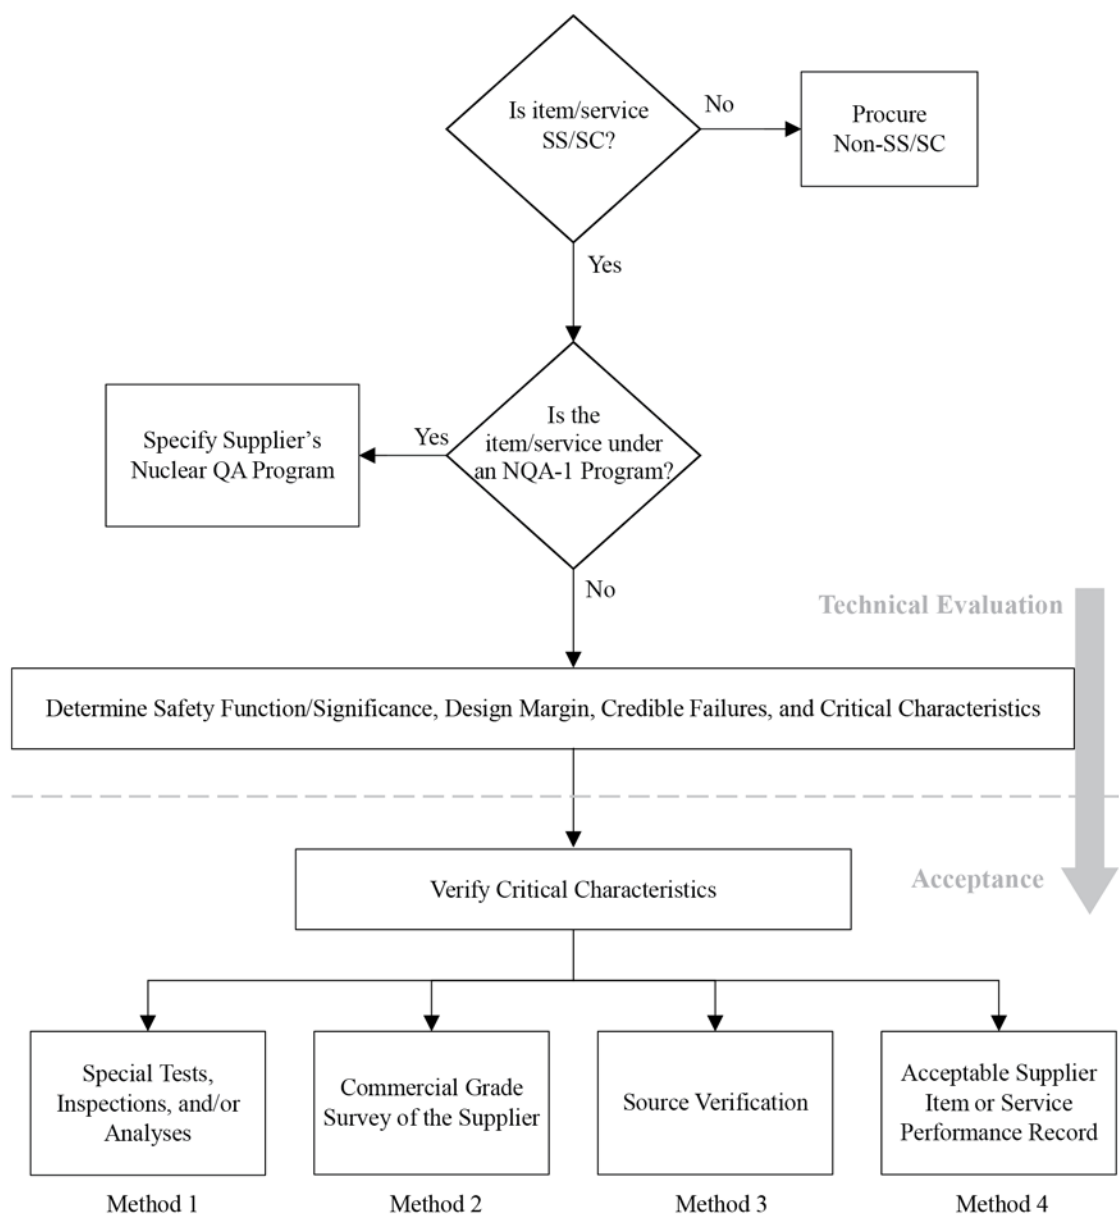 Is item/service
SS/SC?
No
Procure
Non-SS/SC
Yes
Is the
item/service under
an NQA-1 Program?
Yes
Specify Supplier’s
Nuclear QA Program
No
Technical Evaluation
Determine Safety Function/Significance, Design Margin, Credible Failures, and Critical Characteristics
Verify Critical Characteristics
Acceptance
Special Tests,
Inspections, and/or
Analyses
Method 1
Commercial Grade
Survey of the Supplier
Method 2
Source Verification
Method 3
Acceptable Supplier
Item or Service
Performance Record
Method 4